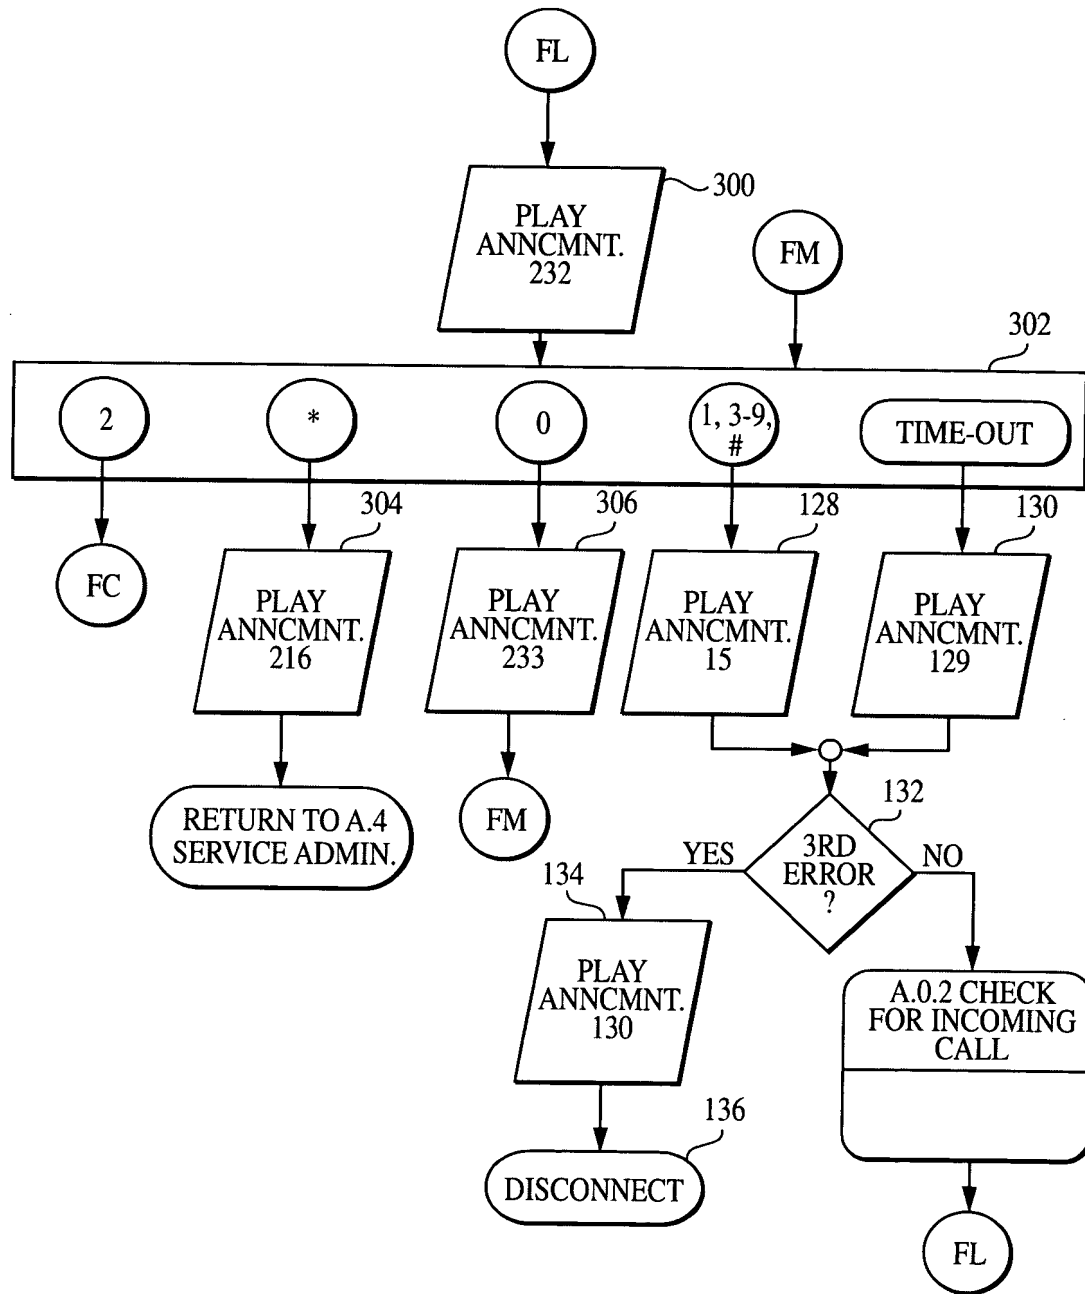 FL
300
PLAY
ANNCMNT.
232
FM
302
2
*
0
1, 3-9,
#
TIME-OUT
304
306
128
130
FC
PLAY
ANNCMNT.
216
PLAY
ANNCMNT.
233
PLAY
ANNCMNT.
15
PLAY
ANNCMNT.
129
RETURN TO A.4
SERVICE ADMIN.
FM
132
3RD
ERROR
?
YES
NO
134
PLAY
ANNCMNT.
130
A.0.2 CHECK
FOR INCOMING
CALL
136
DISCONNECT
FL